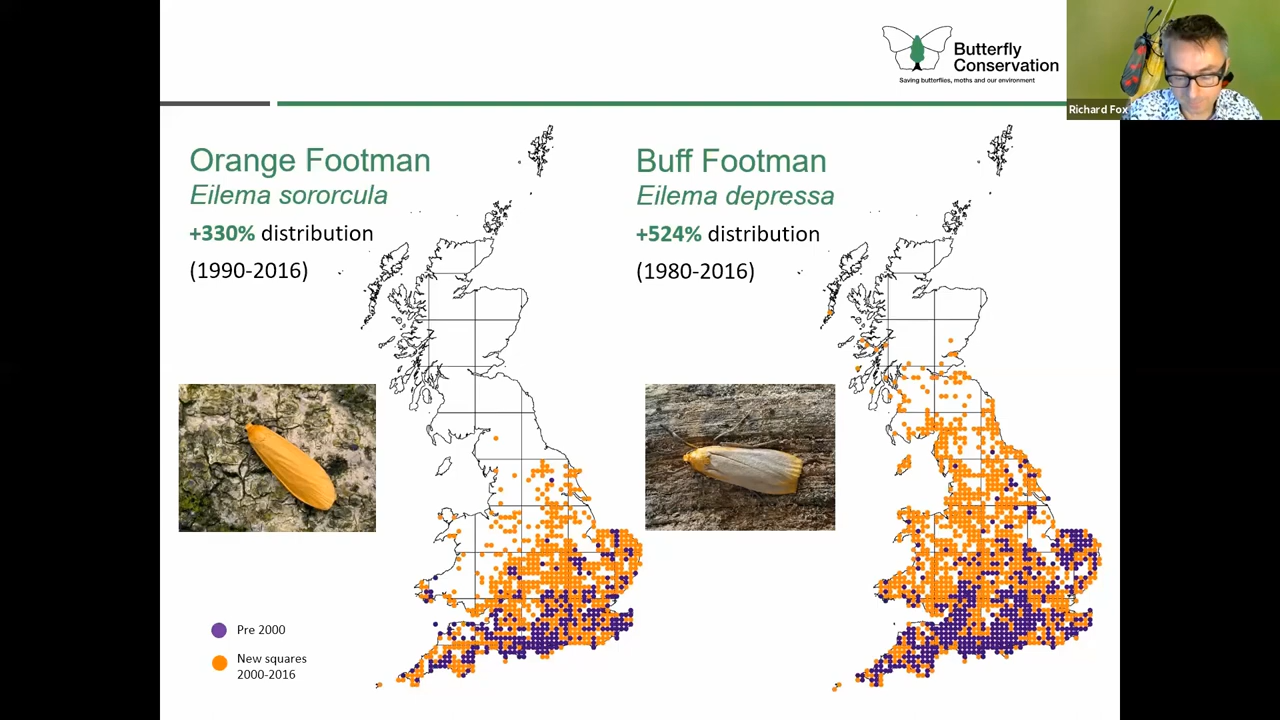 Butterfly
Conservation
Saving butterflies, moths and our environment
Richard Fox
Orange Footman
Eilema sororcula
+330% distribution
(1990-2016)
Buff Footman
Eilema depressa
+524% distribution
(1980-2016)
Pre 2000
New squares
2000-2016